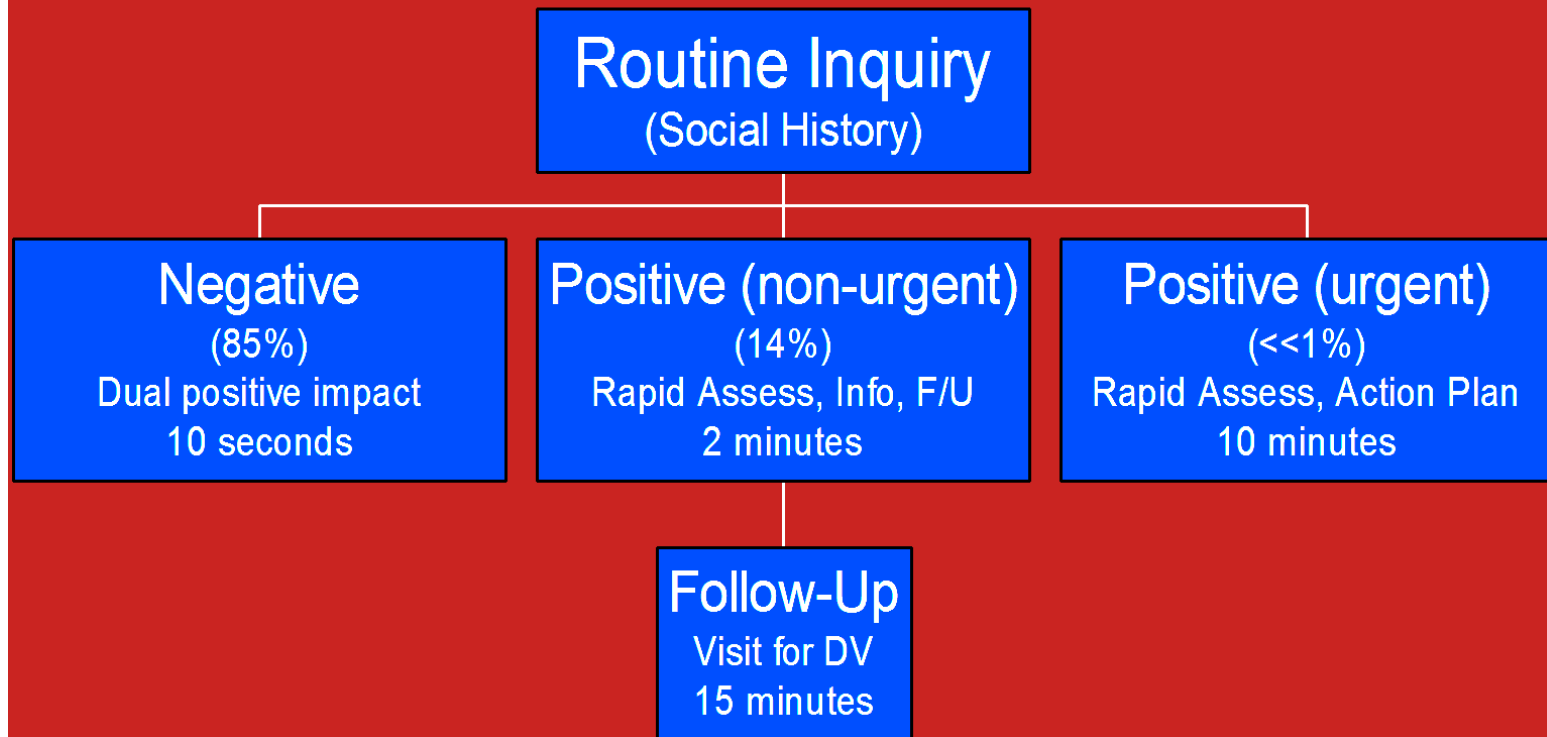 Routine Inquiry
(Social History)
Negative
(85%)
Dual positive impact
10 seconds
Positive (non-urgent)
(14%)
Rapid Assess, Info, F/U
2 minutes
Positive (urgent)
(<<1%)
Rapid Assess, Action Plan
10 minutes
Follow-Up
Visit for DV
15 minutes